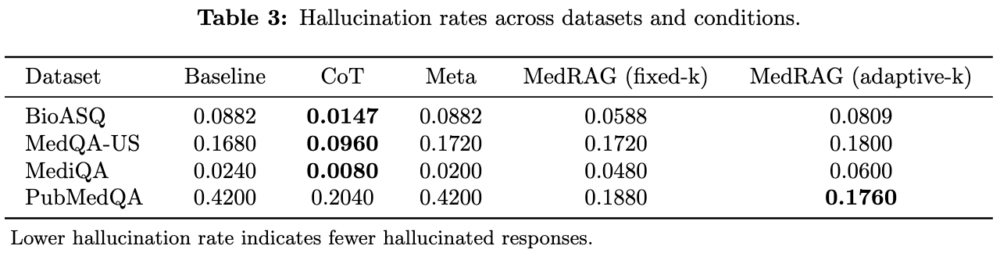 Table 3: Hallucination rates across datasets and conditions.
Dataset Baseline CoT Meta MedRAG (fixed-k) MedRAG (adaptive-k)
BioASQ 0.0882 0.0147 0.0882 0.0588 0.0809
MedQA-US 0.1680 0.0960 0.1720 0.1720 0.1800
MediQA 0.0240 0.0080 0.0200 0.0480 0.0600
PubMedQA 0.4200 0.2040 0.4200 0.1880 0.1760
Lower hallucination rate indicates fewer hallucinated responses.